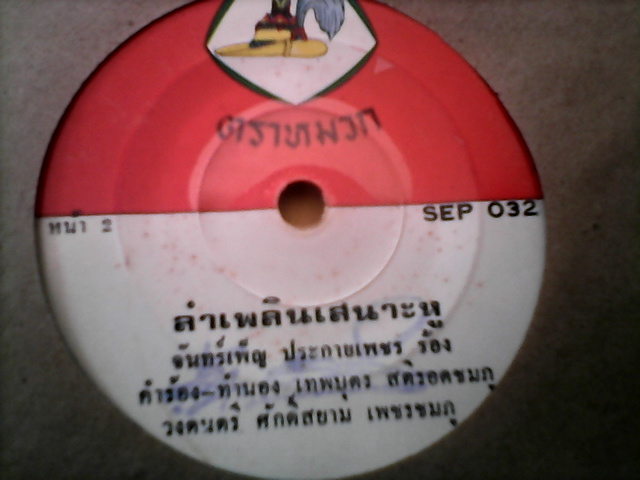 ตราหมวก
หน้า 2
SEP 032
ลำเพลินเสนาะหู
จันทร์เพ็ญ ประกายเพชร ร้อง
คำร้อง-ทำนอง เทพบุตร สติรอดชมภู
วงดนตรี ศักดิ์สยาม เพชรชมภู